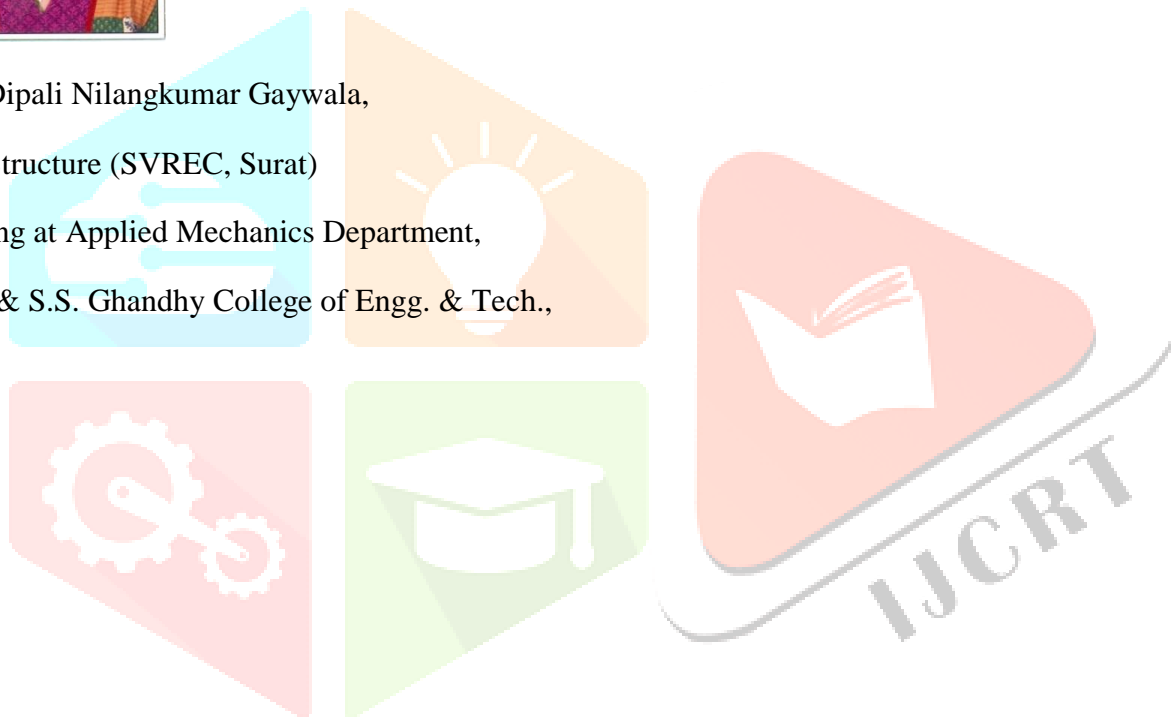 Dipali Nilangkumar Gaywala,
tructure (SVREC, Surat)
ng at Applied Mechanics Department,
& S.S. Ghandhy College of Engg. & Tech.,
IJCRT